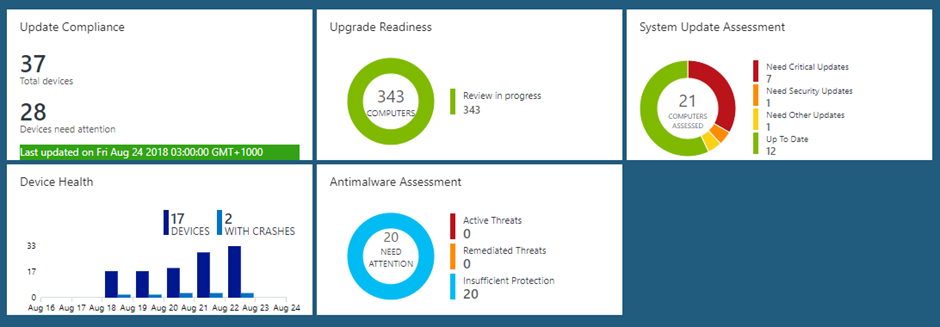 Update Compliance
37
Total devices
28
Devices need attention
Last updated on Fri Aug 24 2018 03:00:00 GMT+1000
Upgrade Readiness
343
COMPUTERS
Review in progress
343
System Update Assessment
21
COMPUTERS
ASSESSED
Need Critical Updates
7
Need Security Updates
1
Need Other Updates
1
Up To Date
12
Device Health
17
DEVICES
2
WITH CRASHES
33
17
0
Aug 16 Aug 17 Aug 18 Aug 19 Aug 20 Aug 21 Aug 22 Aug 23 Aug 24
Antimalware Assessment
20
NEED
ATTENTION
Active Threats
0
Remediated Threats
0
Insufficient Protection
20